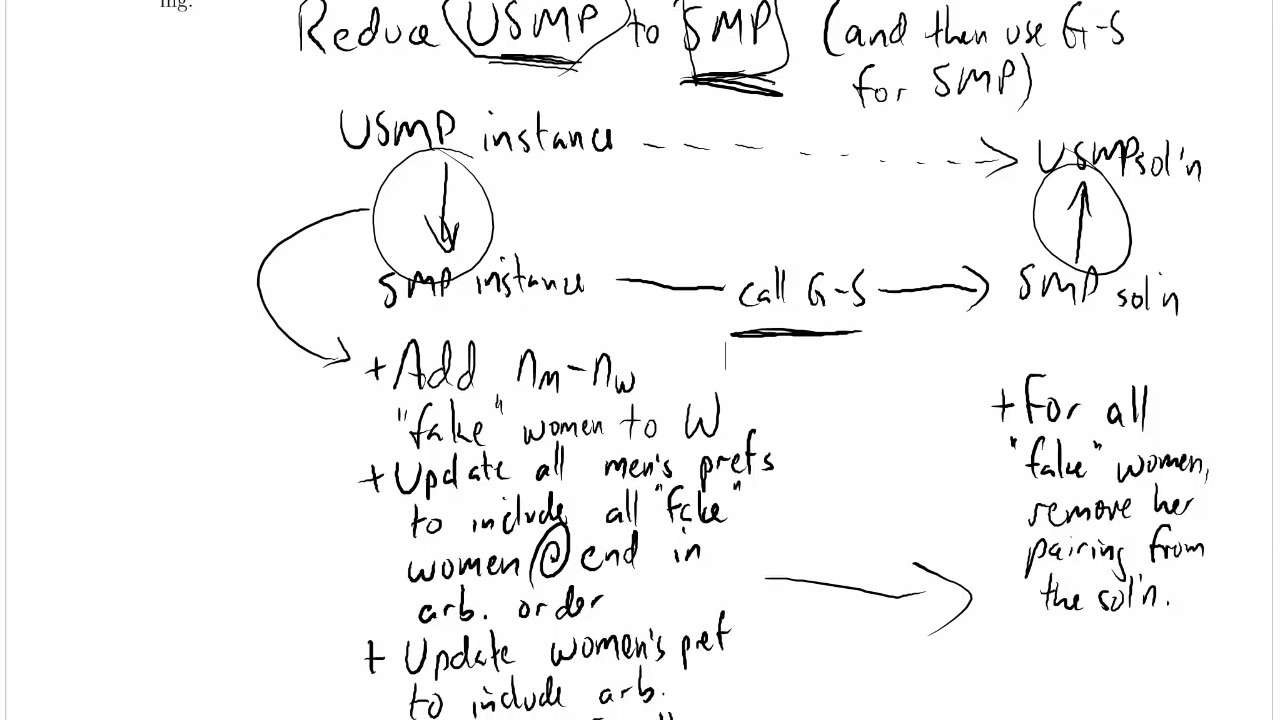 ing.
Reduce USMP to SMP (and then use G-S
for SMP)
USMP instance
USMP sol'n
SMP instance
call G-S
SMP sol'n
+ Add nm-nw
"fake" women to W
+ Update all men's prefs
to include all "fake"
women @ end in
arb. order
+ Update women's pref
to include arb.
+ For all
"fake" women,
remove her
pairing from
the sol'n.